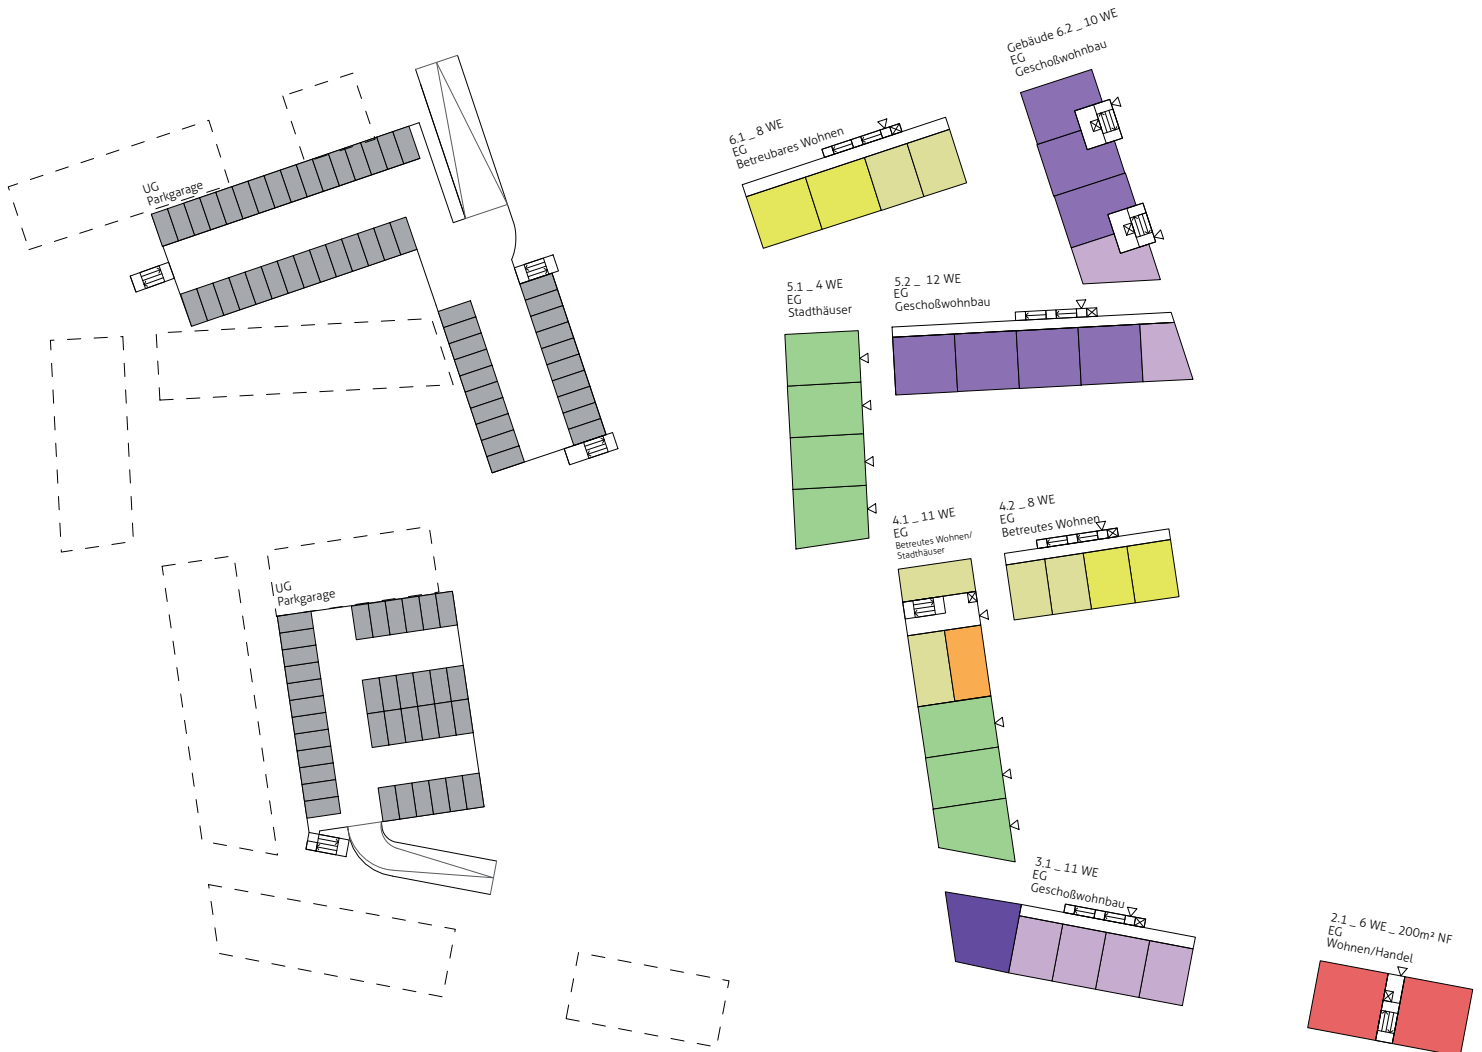 Gebäude 6.2 _ 10 WE
EG
Geschoßwohnbau
6.1 _ 8 WE
EG
Betreubares Wohnen
UG
Parkgarage
5.1 _ 4 WE
EG
Stadthäuser
5.2 _ 12 WE
EG
Geschoßwohnbau
4.1 _ 11 WE
EG
Betreutes Wohnen/
Stadthäuser
4.2 _ 8 WE
EG
Betreutes Wohnen
UG
Parkgarage
3.1 _ 11 WE
EG
Geschoßwohnbau
2.1 _ 6 WE _ 200m² NF
EG
Wohnen/Handel